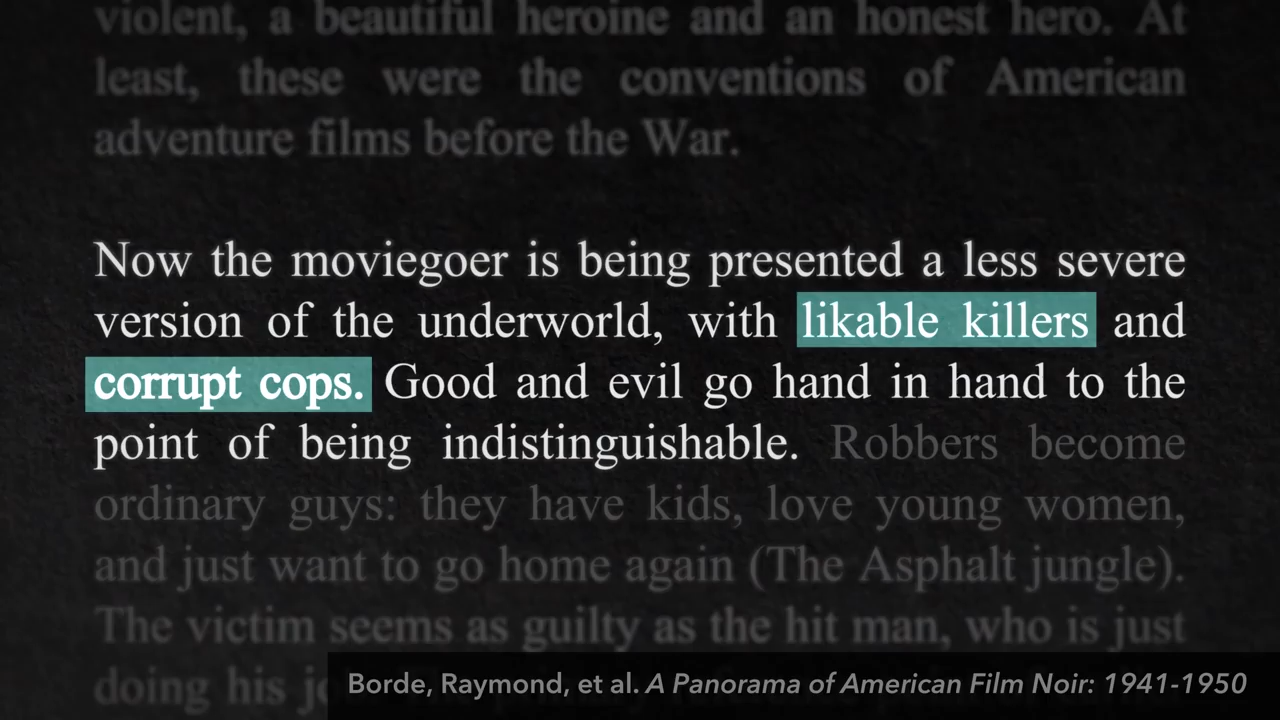 violent, a beautiful heroine and an honest hero. At
least, these were the conventions of American
adventure films before the War.
Now the moviegoer is being presented a less severe
version of the underworld, with likable killers and
corrupt cops. Good and evil go hand in hand to the
point of being indistinguishable. Robbers become
ordinary guys: they have kids, love young women,
and just want to go home again (The Asphalt jungle).
The victim seems as guilty as the hit man, who is just
doing his
Borde, Raymond, et al. A Panorama of American Film Noir: 1941-1950